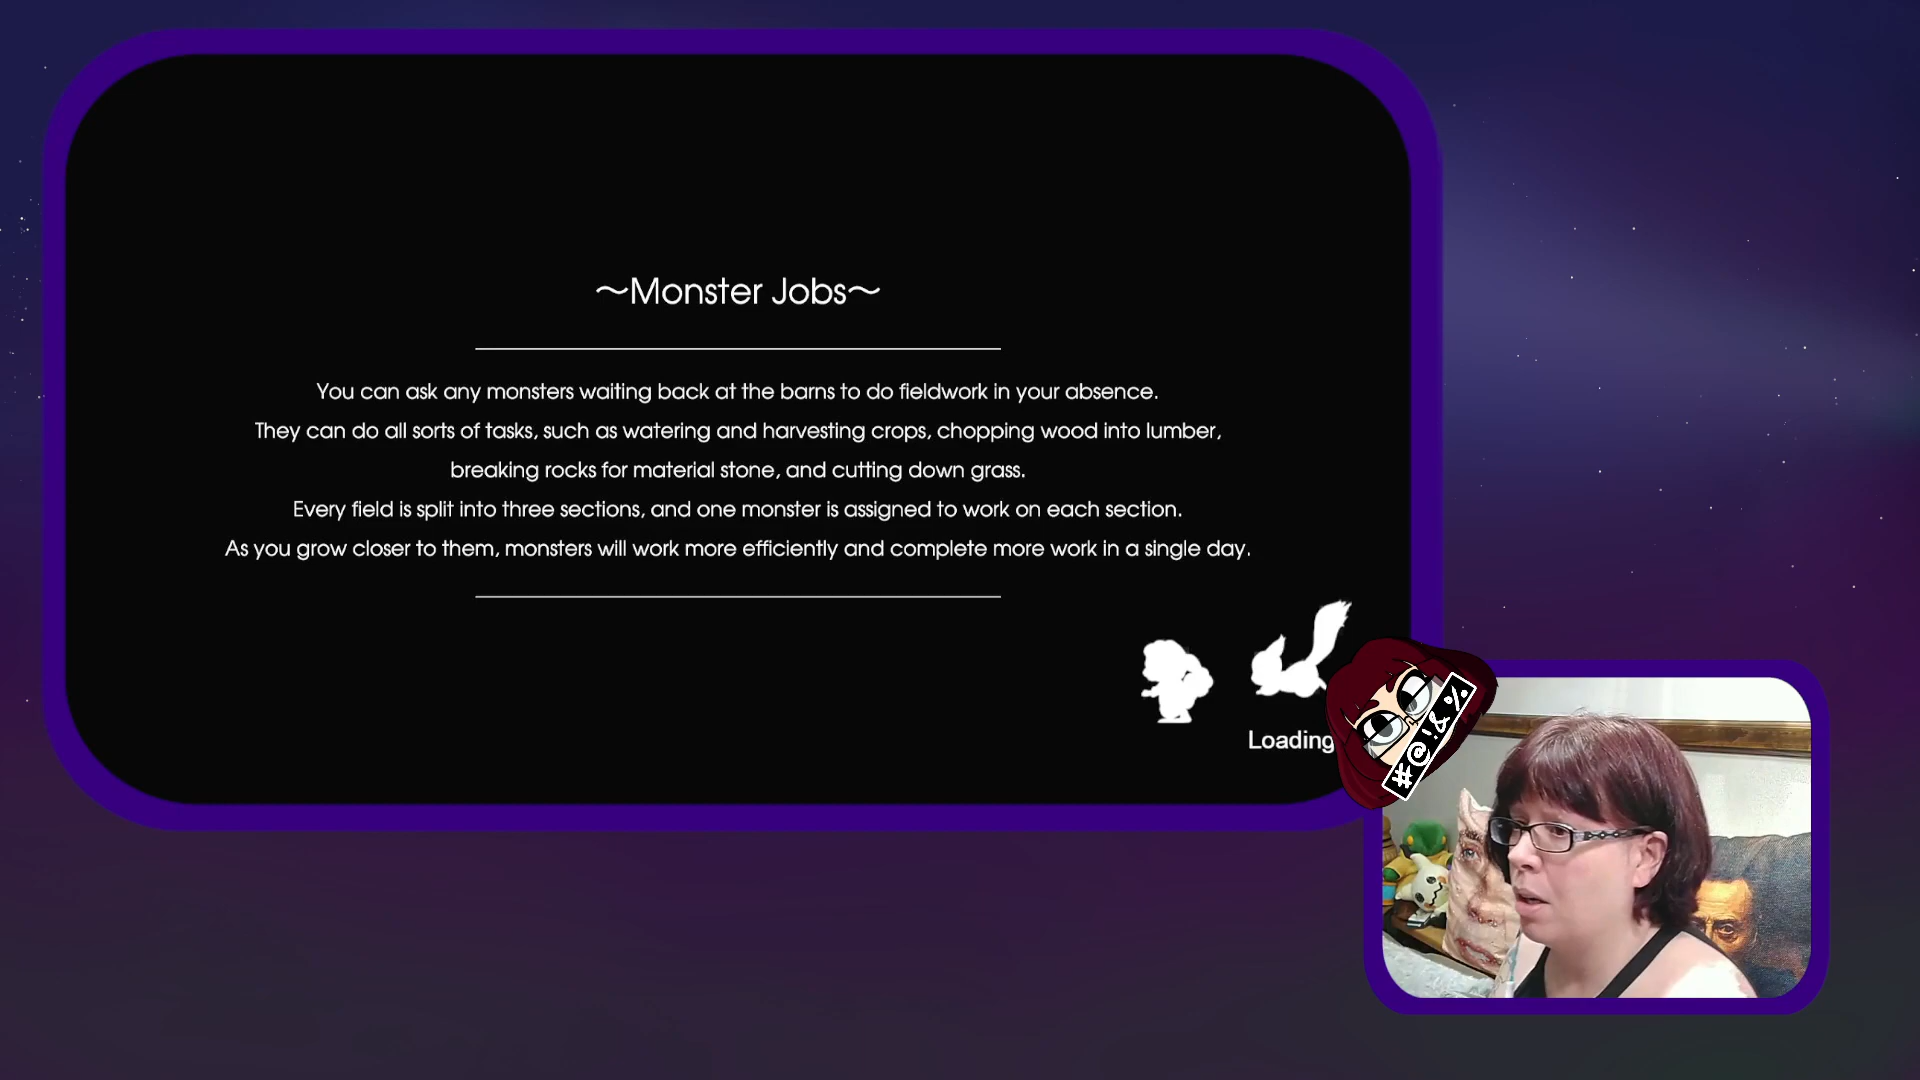 ～Monster Jobs～
You can ask any monsters waiting back at the barns to do fieldwork in your absence.
They can do all sorts of tasks, such as watering and harvesting crops, chopping wood into lumber,
breaking rocks for material stone, and cutting down grass.
Every field is split into three sections, and one monster is assigned to work on each section.
As you grow closer to them, monsters will work more efficiently and complete more work in a single day.
Loading
#@!&%